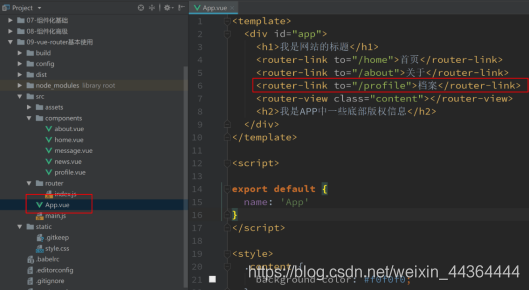 Project
07-组件化基础
08-组件化高级
09-vue-router基本使用
build
config
dist
node_modules library root
src
assets
components
about.vue
home.vue
message.vue
news.vue
profile.vue
router
index.js
App.vue
main.js
static
.gitkeep
style.css
.babelrc
.editorconfig
.gitignore
App.vue
1 <template>
2 <div id="app">
3 <h1>我是网站的标题</h1>
4 <router-link to="/home">首页</router-link>
5 <router-link to="/about">关于</router-link>
6 <router-link to="/profile">档案</router-link>
7 <router-view class="content"></router-view>
8 <h2>我是APP中一些底部版权信息</h2>
9 </div>
10 </template>
11
12 <script>
13
14 export default {
15 name: 'App'
16 }
17 </script>
18
19 <style>
20 .content {
21 background-color: #f0f0f0;
https://blog.csdn.net/weixin_44364444